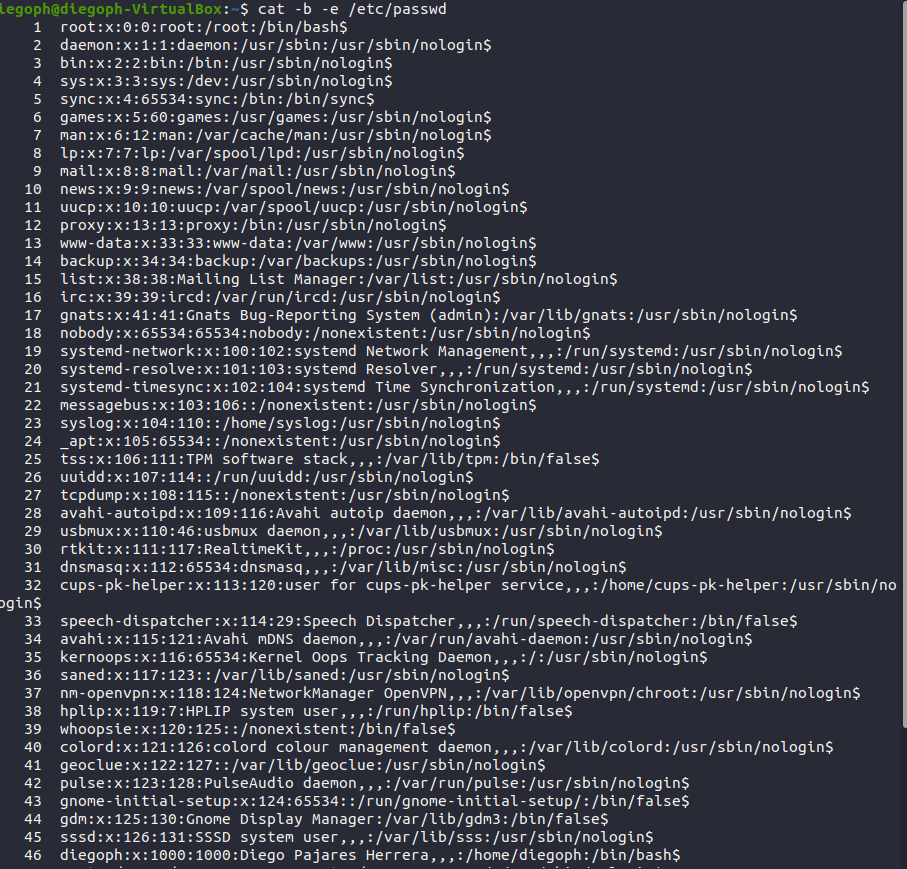 iegoph@diegoph-VirtualBox:~$ cat -b -e /etc/passwd
1 root:x:0:0:root:/root:/bin/bash$
2 daemon:x:1:1:daemon:/usr/sbin:/usr/sbin/nologin$
3 bin:x:2:2:bin:/bin:/usr/sbin/nologin$
4 sys:x:3:3:sys:/dev:/usr/sbin/nologin$
5 sync:x:4:65534:sync:/bin:/bin/sync$
6 games:x:5:60:games:/usr/games:/usr/sbin/nologin$
7 man:x:6:12:man:/var/cache/man:/usr/sbin/nologin$
8 lp:x:7:7:lp:/var/spool/lpd:/usr/sbin/nologin$
9 mail:x:8:8:mail:/var/mail:/usr/sbin/nologin$
10 news:x:9:9:news:/var/spool/news:/usr/sbin/nologin$
11 uucp:x:10:10:uucp:/var/spool/uucp:/usr/sbin/nologin$
12 proxy:x:13:13:proxy:/bin:/usr/sbin/nologin$
13 www-data:x:33:33:www-data:/var/www:/usr/sbin/nologin$
14 backup:x:34:34:backup:/var/backups:/usr/sbin/nologin$
15 list:x:38:38:Mailing List Manager:/var/list:/usr/sbin/nologin$
16 irc:x:39:39:ircd:/var/run/ircd:/usr/sbin/nologin$
17 gnats:x:41:41:Gnats Bug-Reporting System (admin):/var/lib/gnats:/usr/sbin/nologin$
18 nobody:x:65534:65534:nobody:/nonexistent:/usr/sbin/nologin$
19 systemd-network:x:100:102:systemd Network Management,,,:/run/systemd:/usr/sbin/nologin$
20 systemd-resolve:x:101:103:systemd Resolver,,,:/run/systemd:/usr/sbin/nologin$
21 systemd-timesync:x:102:104:systemd Time Synchronization,,,:/run/systemd:/usr/sbin/nologin$
22 messagebus:x:103:106::/nonexistent:/usr/sbin/nologin$
23 syslog:x:104:110::/home/syslog:/usr/sbin/nologin$
24 _apt:x:105:65534::/nonexistent:/usr/sbin/nologin$
25 tss:x:106:111:TPM software stack,,,:/var/lib/tpm:/bin/false$
26 uuidd:x:107:114::/run/uuidd:/usr/sbin/nologin$
27 tcpdump:x:108:115::/nonexistent:/usr/sbin/nologin$
28 avahi-autoipd:x:109:116:Avahi autoip daemon,,,:/var/lib/avahi-autoipd:/usr/sbin/nologin$
29 usbmux:x:110:46:usbmux daemon,,,:/var/lib/usbmux:/usr/sbin/nologin$
30 rtkit:x:111:117:RealtimeKit,,,:/proc:/usr/sbin/nologin$
31 dnsmasq:x:112:65534:dnsmasq,,,:/var/lib/misc:/usr/sbin/nologin$
32 cups-pk-helper:x:113:120:user for cups-pk-helper service,,,:/home/cups-pk-helper:/usr/sbin/no
ogin$
33 speech-dispatcher:x:114:29:Speech Dispatcher,,,:/run/speech-dispatcher:/bin/false$
34 avahi:x:115:121:Avahi mDNS daemon,,,:/var/run/avahi-daemon:/usr/sbin/nologin$
35 kernoops:x:116:65534:Kernel Oops Tracking Daemon,,,:/:/usr/sbin/nologin$
36 saned:x:117:123::/var/lib/saned:/usr/sbin/nologin$
37 nm-openvpn:x:118:124:NetworkManager OpenVPN,,,:/var/lib/openvpn/chroot:/usr/sbin/nologin$
38 hplip:x:119:7:HPLIP system user,,,:/run/hplip:/bin/false$
39 whoopsie:x:120:125::/nonexistent:/bin/false$
40 colord:x:121:126:colord colour management daemon,,,:/var/lib/colord:/usr/sbin/nologin$
41 geoclue:x:122:127::/var/lib/geoclue:/usr/sbin/nologin$
42 pulse:x:123:128:PulseAudio daemon,,,:/var/run/pulse:/usr/sbin/nologin$
43 gnome-initial-setup:x:124:65534::/run/gnome-initial-setup/:/bin/false$
44 gdm:x:125:130:Gnome Display Manager:/var/lib/gdm3:/bin/false$
45 sssd:x:126:131:SSSD system user,,,:/var/lib/sss:/usr/sbin/nologin$
46 diegoph:x:1000:1000:Diego Pajares Herrera,,,:/home/diegoph:/bin/bash$